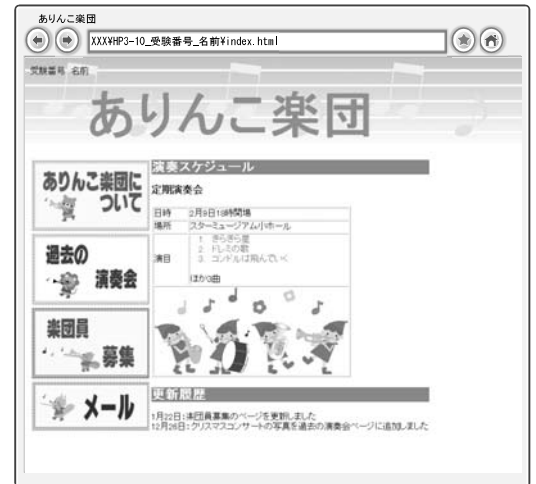 ありんこ楽団
XXX¥HP3-10_受験番号_名前¥index.html
受験番号 名前
ありんこ楽団
ありんこ楽団に
ついて
過去の
演奏会
楽団員
募集
メール
演奏スケジュール
定期演奏会
日時 2月9日18時開場
場所 スターミュージアム小ホール
演目
1. きらきら星
2. ドレミの歌
3. コンドルは飛んでいく
ほか3曲
更新履歴
1月22日:楽団員募集のページを更新しました
12月26日:クリスマスコンサートの写真を過去の演奏会ページに追加しました